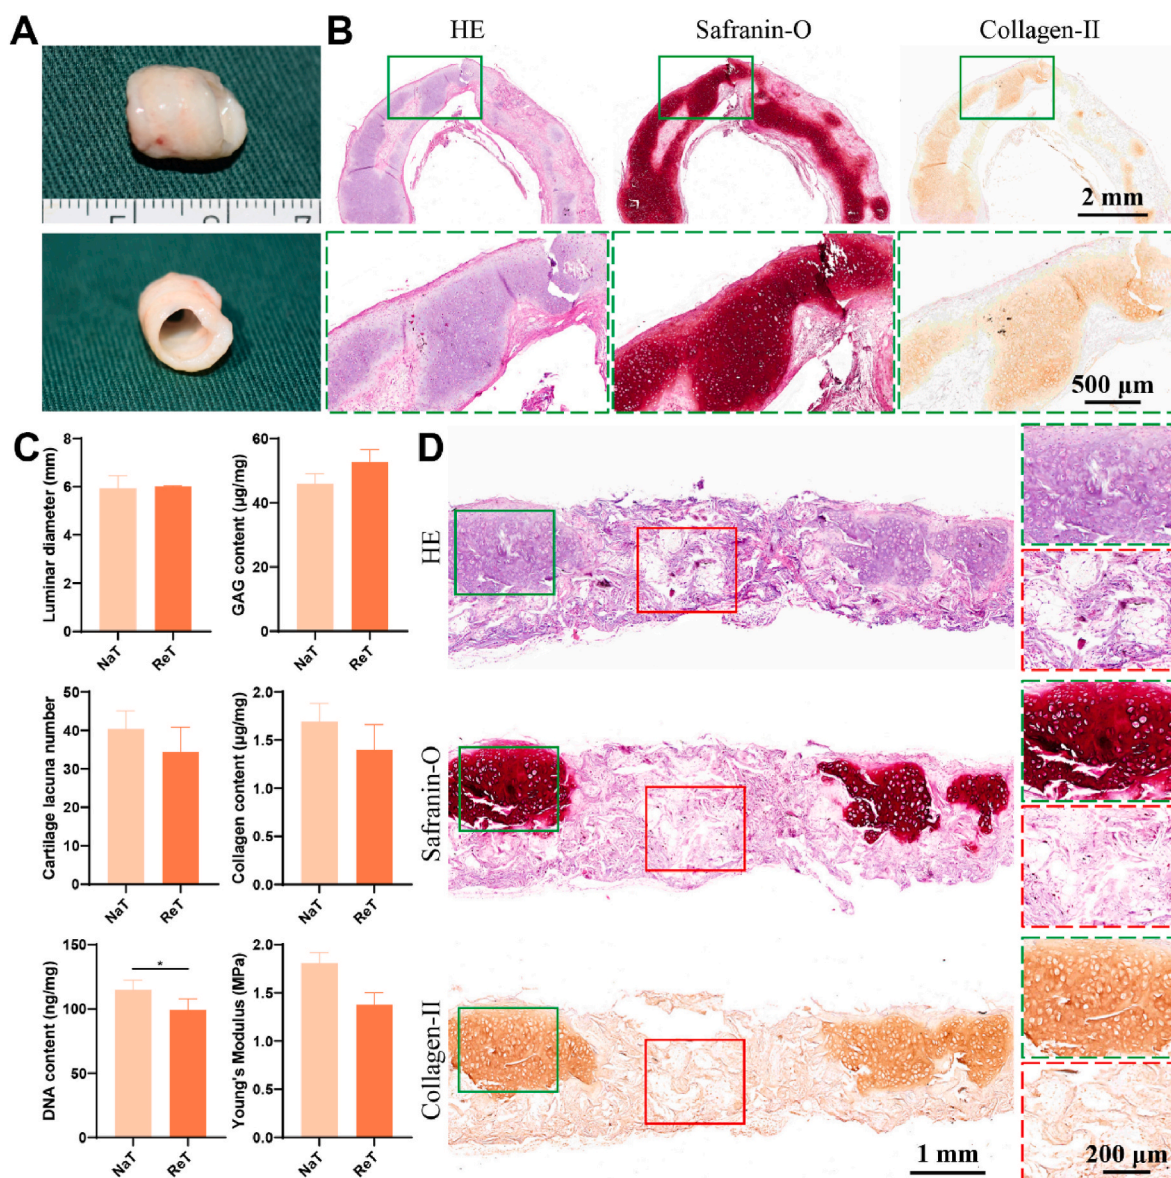 A
B
HE
Safranin-O
Collagen-II
2 mm
500 μm
5
6
7
C
Luminar diameter (mm)
8
6
4
2
0
NaT
ReT
GAG content (μg/mg)
60
40
20
0
NaT
ReT
Cartilage lacuna number
50
40
30
20
10
0
NaT
ReT
Collagen content (μg/mg)
2.0
1.5
1.0
0.5
0.0
NaT
ReT
DNA content (ng/mg)
150
100
50
0
*
NaT
ReT
Young's Modulus (MPa)
2.0
1.5
1.0
0.5
0.0
NaT
ReT
D
HE
Safranin-O
Collagen-II
1 mm
200 μm